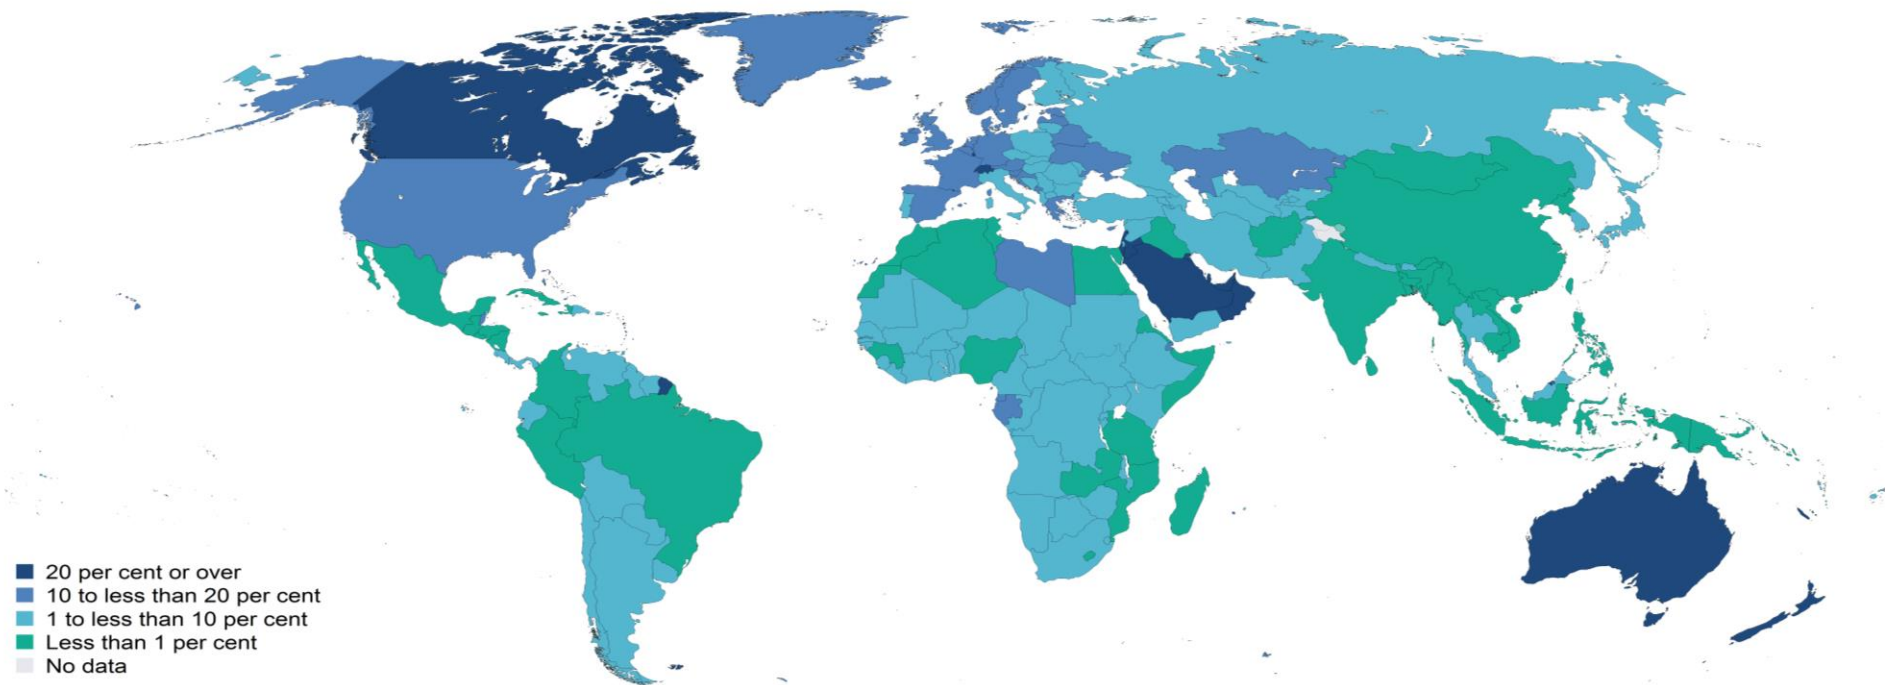 20 per cent or over
10 to less than 20 per cent
1 to less than 10 per cent
Less than 1 per cent
No data